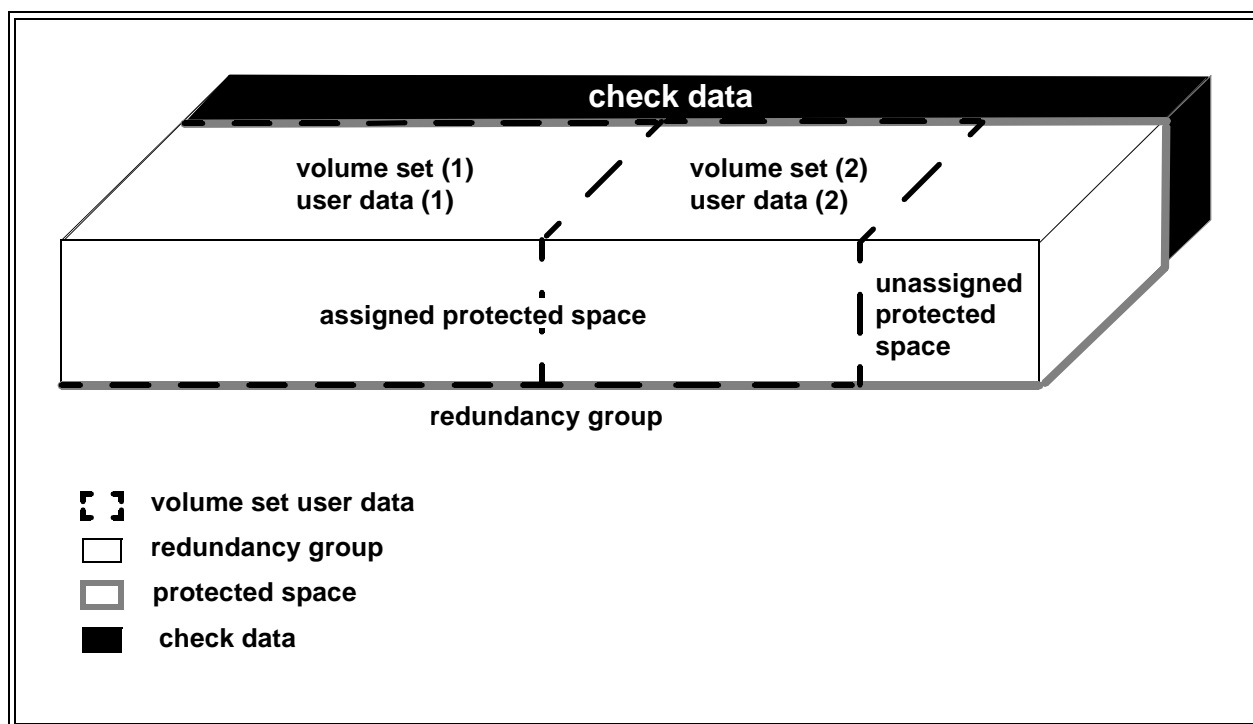 check data
volume set (1)
user data (1)
volume set (2)
user data (2)
assigned protected space
unassigned
protected
space
redundancy group
volume set user data
redundancy group
protected space
check data